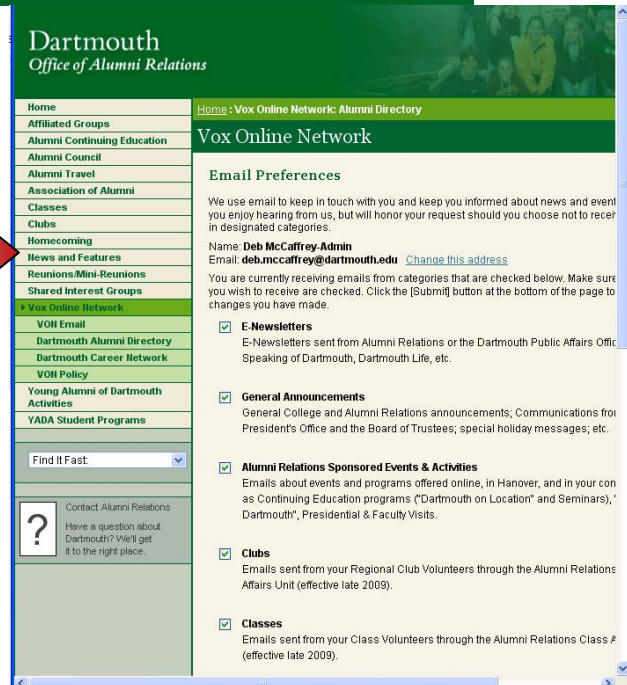 Dartmouth
Office of Alumni Relations
Home
Affiliated Groups
Alumni Continuing Education
Alumni Council
Alumni Travel
Association of Alumni
Classes
Clubs
Homecoming
News and Features
Reunions/Mini-Reunions
Shared Interest Groups
Vox Online Network
VON Email
Dartmouth Alumni Directory
Dartmouth Career Network
VON Policy
Young Alumni of Dartmouth
Activities
YADA Student Programs
Find It Fast:
?
Contact Alumni Relations
Have a question about
Dartmouth? We'll get
it to the right place.
Home : Vox Online Network: Alumni Directory
Vox Online Network
Email Preferences
We use email to keep in touch with you and keep you informed about news and
you enjoy hearing from us, but will honor your request should you choose not to
in designated categories.
Name: Deb McCaffrey-Admin
Email: deb.mccaffrey@dartmouth.edu Change this address
You are currently receiving emails from categories that are checked below. Make sure
you wish to receive are checked. Click the [Submit] button at the bottom of the page to
changes you have made.
E-Newsletters
E-Newsletters sent from Alumni Relations or the Dartmouth Public Affairs
Speaking of Dartmouth, Dartmouth Life, etc.
General Announcements
General College and Alumni Relations announcements; Communications
President's Office and the Board of Trustees; special holiday messages; etc.
Alumni Relations Sponsored Events & Activities
Emails about events and programs offered online, in Hanover, and in your
as Continuing Education programs ("Dartmouth on Location" and Seminars),
Dartmouth", Presidential & Faculty Visits.
Clubs
Emails sent from your Regional Club Volunteers through the Alumni Relations
Affairs Unit (effective late 2009).
Classes
Emails sent from your Class Volunteers through the Alumni Relations Class
(effective late 2009).